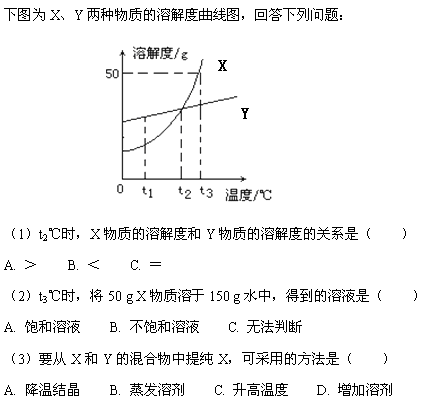 下图为 X、Y 两种物质的溶解度曲线图，回答下列问题：
溶解度/g
X
50
Y
0 t₁ t₂ t₃ 温度/℃
（1）t₂℃时，X 物质的溶解度和 Y 物质的溶解度的关系是（ ）
A. ＞ B. ＜ C. ＝
（2）t₃℃时，将 50 g X 物质溶于 150 g 水中，得到的溶液是（ ）
A. 饱和溶液 B. 不饱和溶液 C. 无法判断
（3）要从 X 和 Y 的混合物中提纯 X，可采用的方法是（ ）
A. 降温结晶 B. 蒸发溶剂 C. 升高温度 D. 增加溶剂